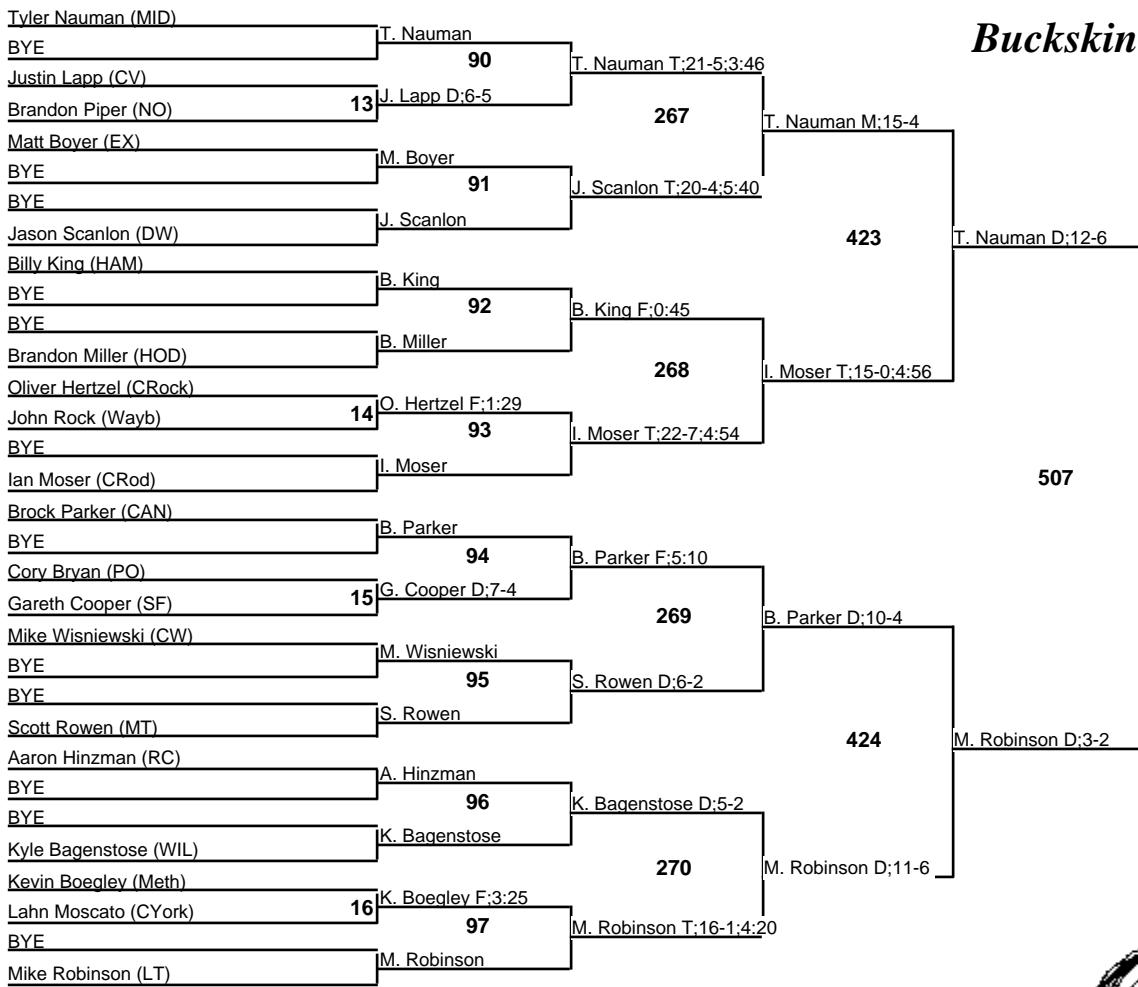 Buckskin
Tyler Nauman (MID)
BYE
Justin Lapp (CV)
Brandon Piper (NO)
Matt Boyer (EX)
BYE
BYE
Jason Scanlon (DW)
Billy King (HAM)
BYE
BYE
Brandon Miller (HOD)
Oliver Hertzel (CRock)
John Rock (Wayb)
BYE
Ian Moser (CRod)
Brock Parker (CAN)
BYE
Cory Bryan (PO)
Gareth Cooper (SF)
Mike Wisniewski (CW)
BYE
BYE
Scott Rowen (MT)
Aaron Hinzman (RC)
BYE
BYE
Kyle Bagenstose (WIL)
Kevin Boegley (Meth)
Lahn Moscato (CYork)
BYE
Mike Robinson (LT)
13
14
15
16
T. Nauman
90
J. Lapp D;6-5
M. Boyer
91
J. Scanlon
B. King
92
B. Miller
O. Hertzel F;1:29
93
I. Moser
B. Parker
94
G. Cooper D;7-4
M. Wisniewski
95
S. Rowen
A. Hinzman
96
K. Bagenstose
K. Boegley F;3:25
97
M. Robinson
T. Nauman T;21-5;3:46
267
J. Scanlon T;20-4;5:40
B. King F;0:45
268
I. Moser T;22-7;4:54
B. Parker F;5:10
269
S. Rowen D;6-2
K. Bagenstose D;5-2
270
M. Robinson T;16-1;4:20
T. Nauman M;15-4
423
I. Moser T;15-0;4:56
B. Parker D;10-4
424
M. Robinson D;11-6
T. Nauman D;12-6
507
M. Robinson D;3-2